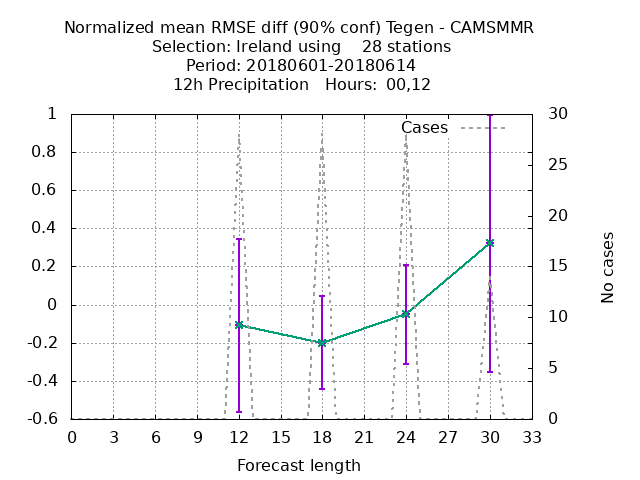 Normalized mean RMSE diff (90% conf) Tegen - CAMSMMR
Selection: Ireland using    28 stations
Period: 20180601-20180614
12h Precipitation   Hours:  00,12
Cases
1
0.8
0.6
0.4
0.2
0
-0.2
-0.4
-0.6
30
25
20
15
10
5
0
No cases
0 3 6 9 12 15 18 21 24 27 30 33
Forecast length